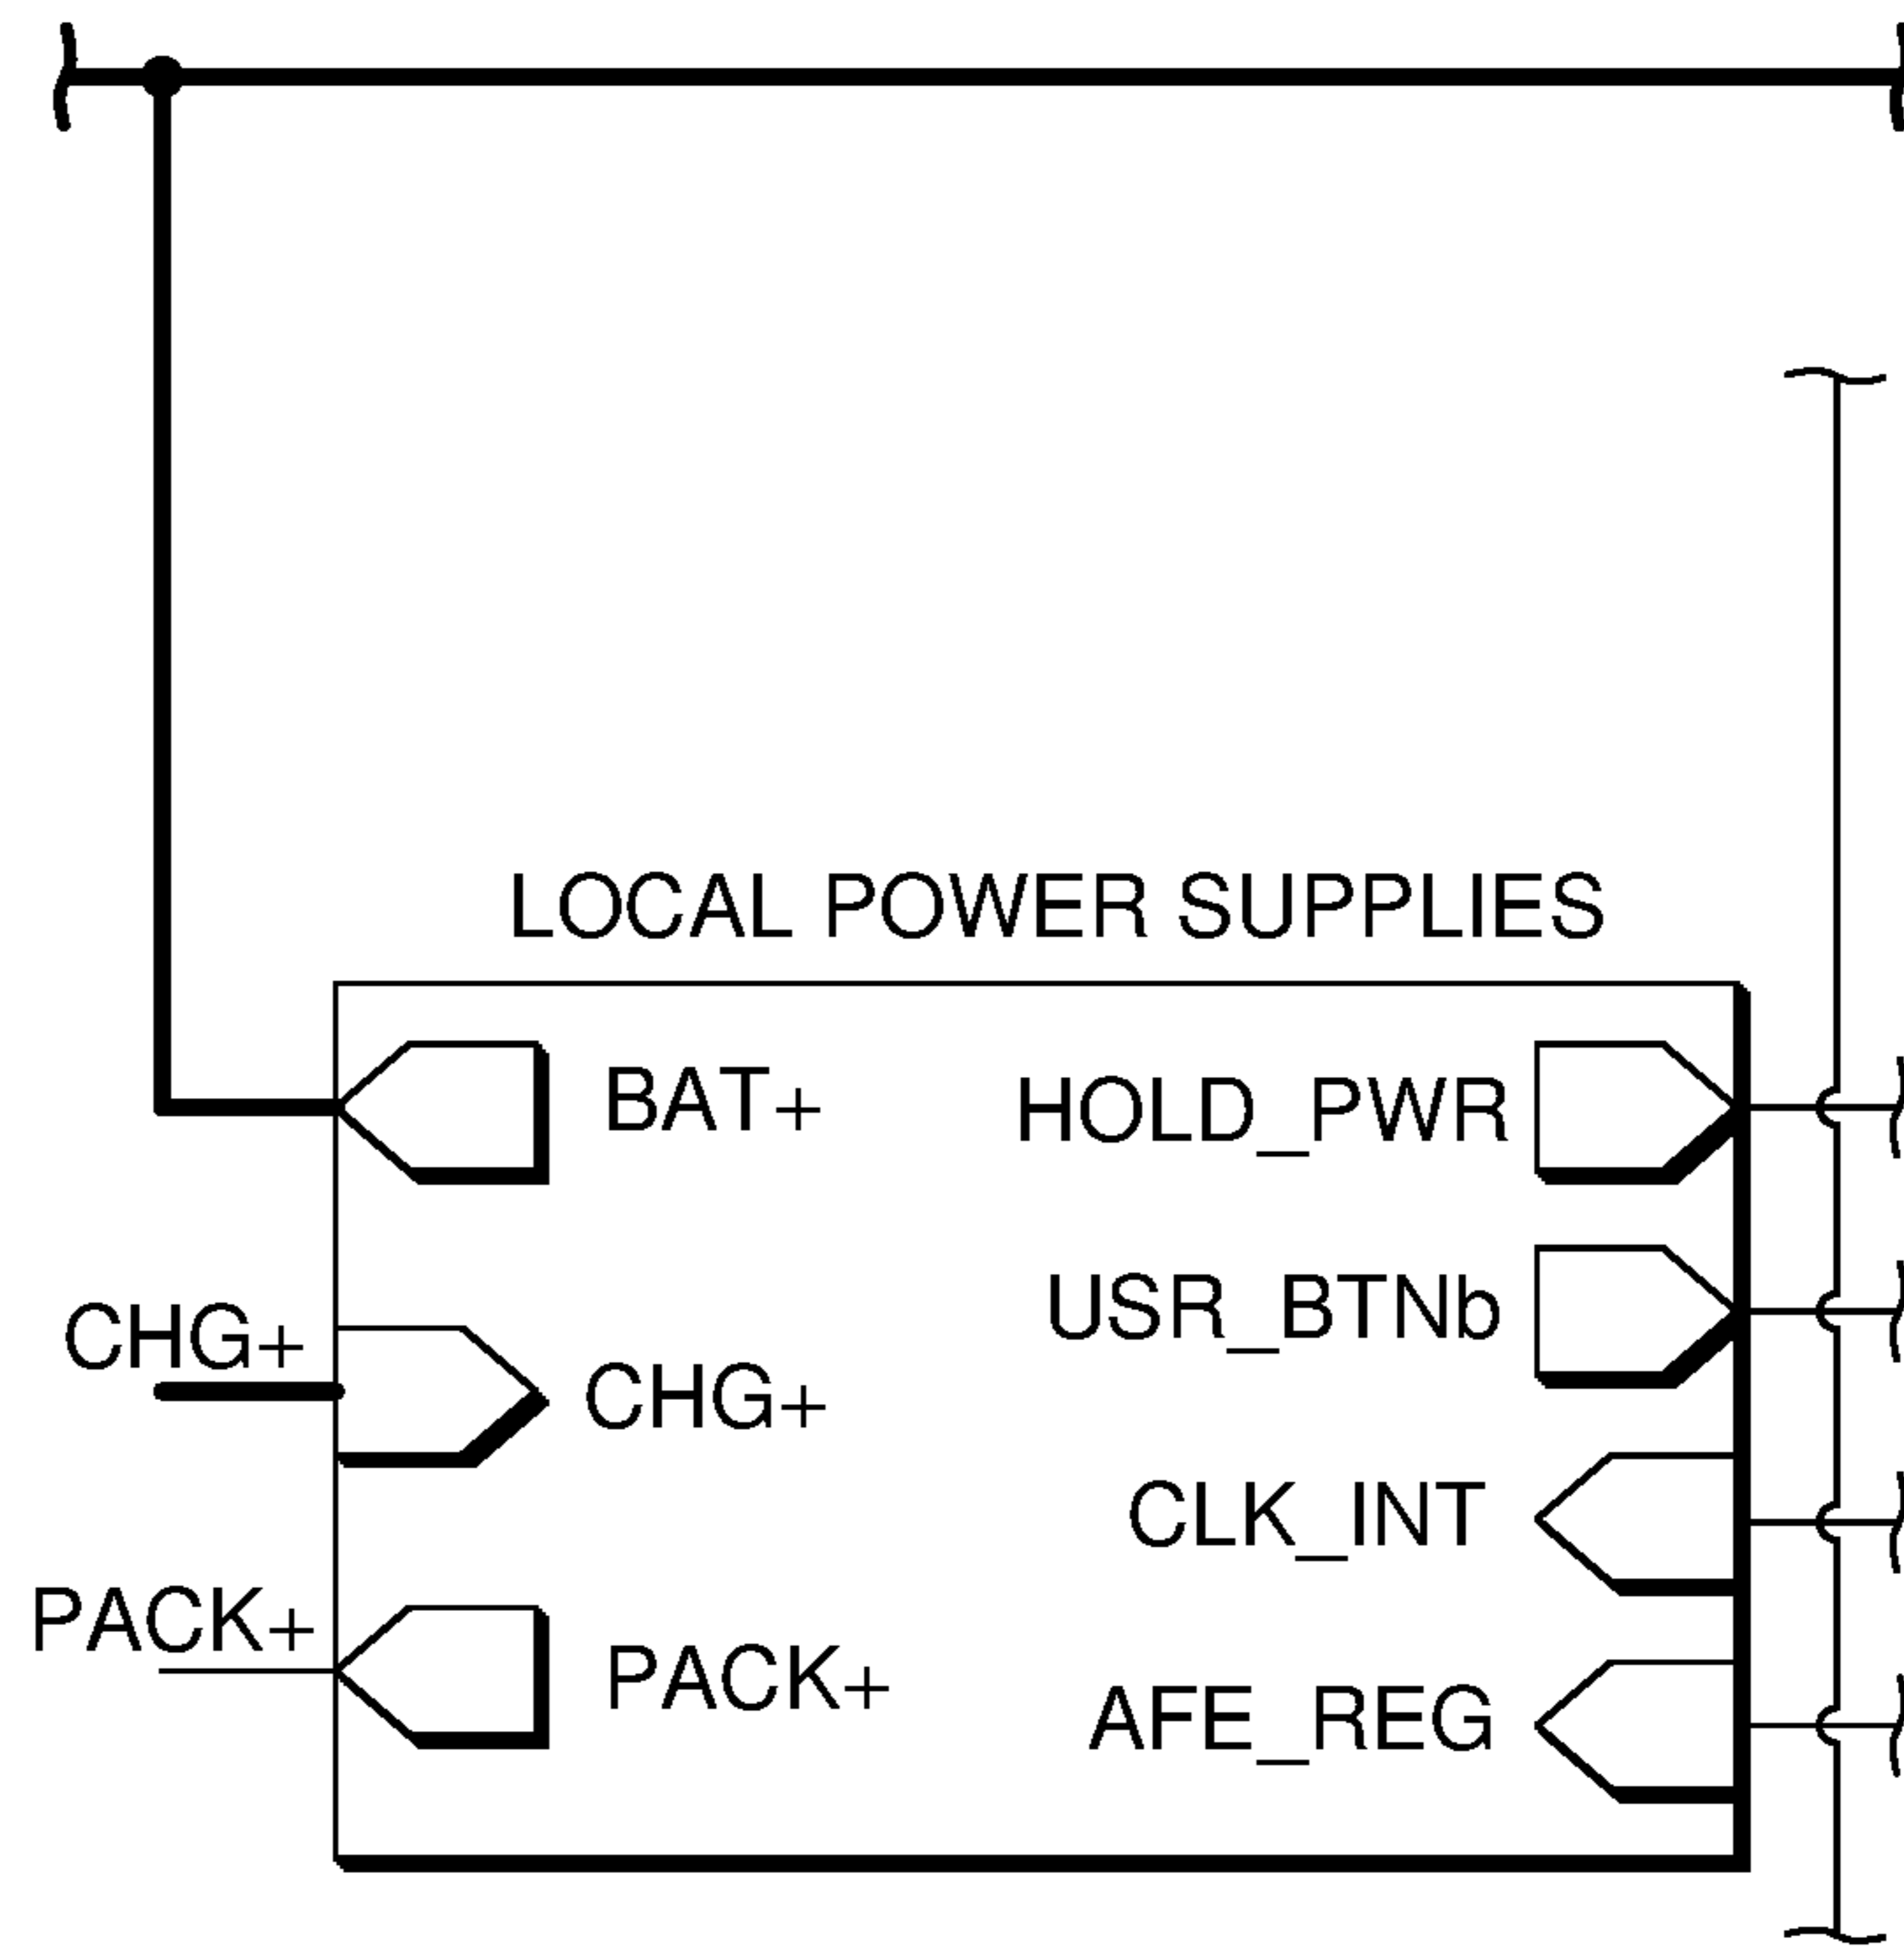 LOCAL POWER SUPPLIES
BAT+
HOLD_PWR
CHG+
CHG+
USR_BTNb
CLK_INT
PACK+
PACK+
AFE_REG